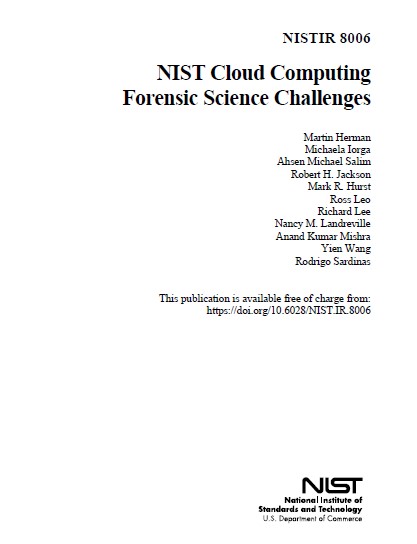 NISTIR 8006
NIST Cloud Computing
Forensic Science Challenges
Martin Herman
Michaela Iorga
Ahsen Michael Salim
Robert H. Jackson
Mark R. Hurst
Ross Leo
Richard Lee
Nancy M. Landreville
Anand Kumar Mishra
Yien Wang
Rodrigo Sardinas
This publication is available free of charge from:
https://doi.org/10.6028/NIST.IR.8006
NIST
National Institute of
Standards and Technology
U.S. Department of Commerce